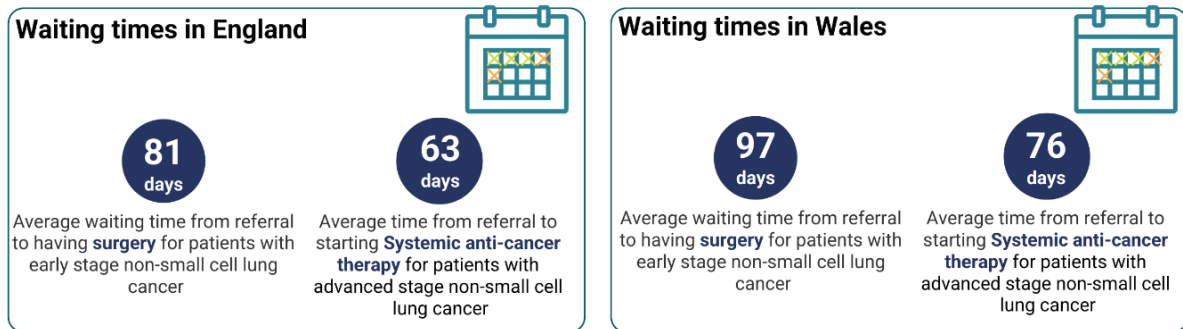 Waiting times in England
81
days
Average waiting time from referral
to having surgery for patients with
early stage non-small cell lung
cancer
63
days
Average time from referral to
starting Systemic anti-cancer
therapy for patients with
advanced stage non-small cell
lung cancer
Waiting times in Wales
97
days
Average waiting time from referral
to having surgery for patients with
early stage non-small cell lung
cancer
76
days
Average time from referral to
starting Systemic anti-cancer
therapy for patients with
advanced stage non-small cell
lung cancer